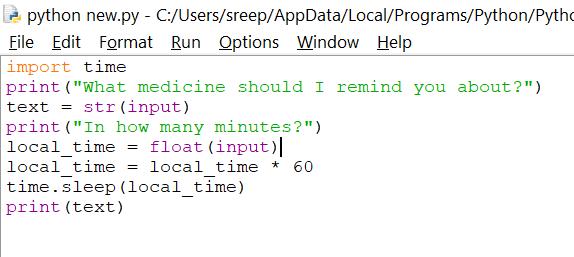 python new.py - C:/Users/sreep/AppData/Local/Programs/Python/Pytho
File Edit Format Run Options Window Help
import time
print("What medicine should I remind you about?")
text = str(input)
print("In how many minutes?")
local_time = float(input)
local_time = local_time * 60
time.sleep(local_time)
print(text)